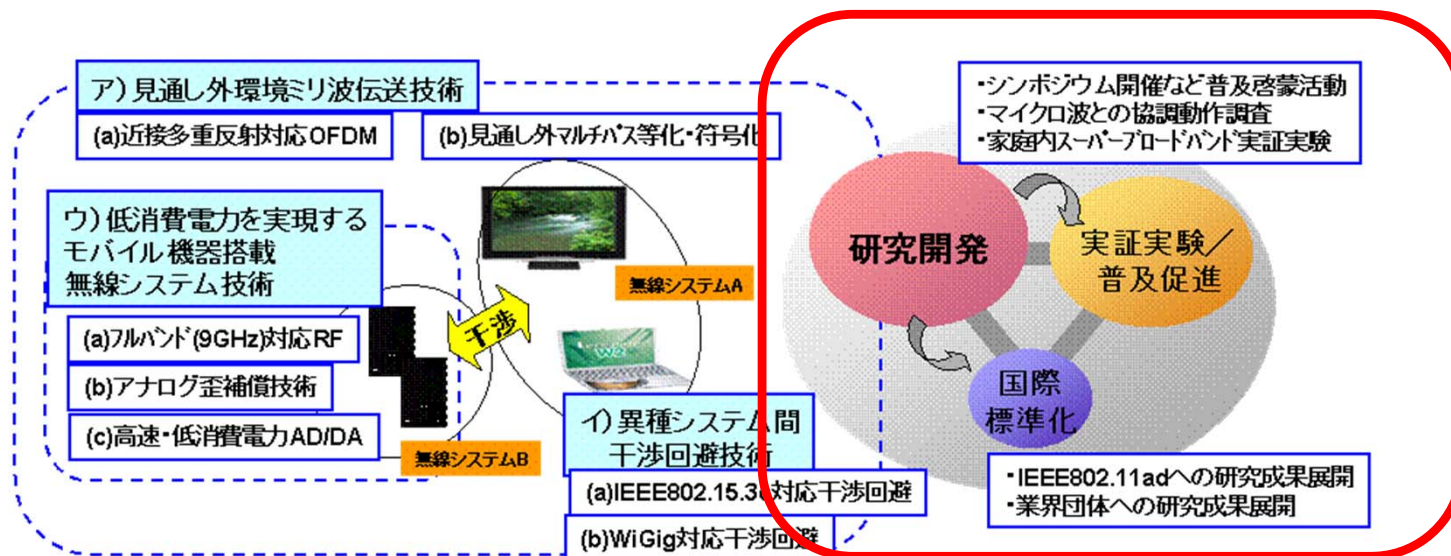 ア)見通し外環境ミリ波伝送技術
(a)近接多重反射対応OFDM
(b)見通し外マルチパス等化・符号化
ウ)低消費電力を実現する
モバイル機器搭載
無線システム技術
(a)フルバンド(9GHz)対応RF
(b)アナログ歪補償技術
(c)高速・低消費電力AD/DA
無線システムA
干渉
無線システムB
イ)異種システム間
干渉回避技術
(a)IEEE802.15.3c対応干渉回避
(b)WiGig対応干渉回避
・シンポジウム開催など普及啓蒙活動
・マイクロ波との協調動作調査
・家庭内スーパーブロードバンド実証実験
研究開発
実証実験/
普及促進
国際
標準化
・IEEE802.11adへの研究成果展開
・業界団体への研究成果展開